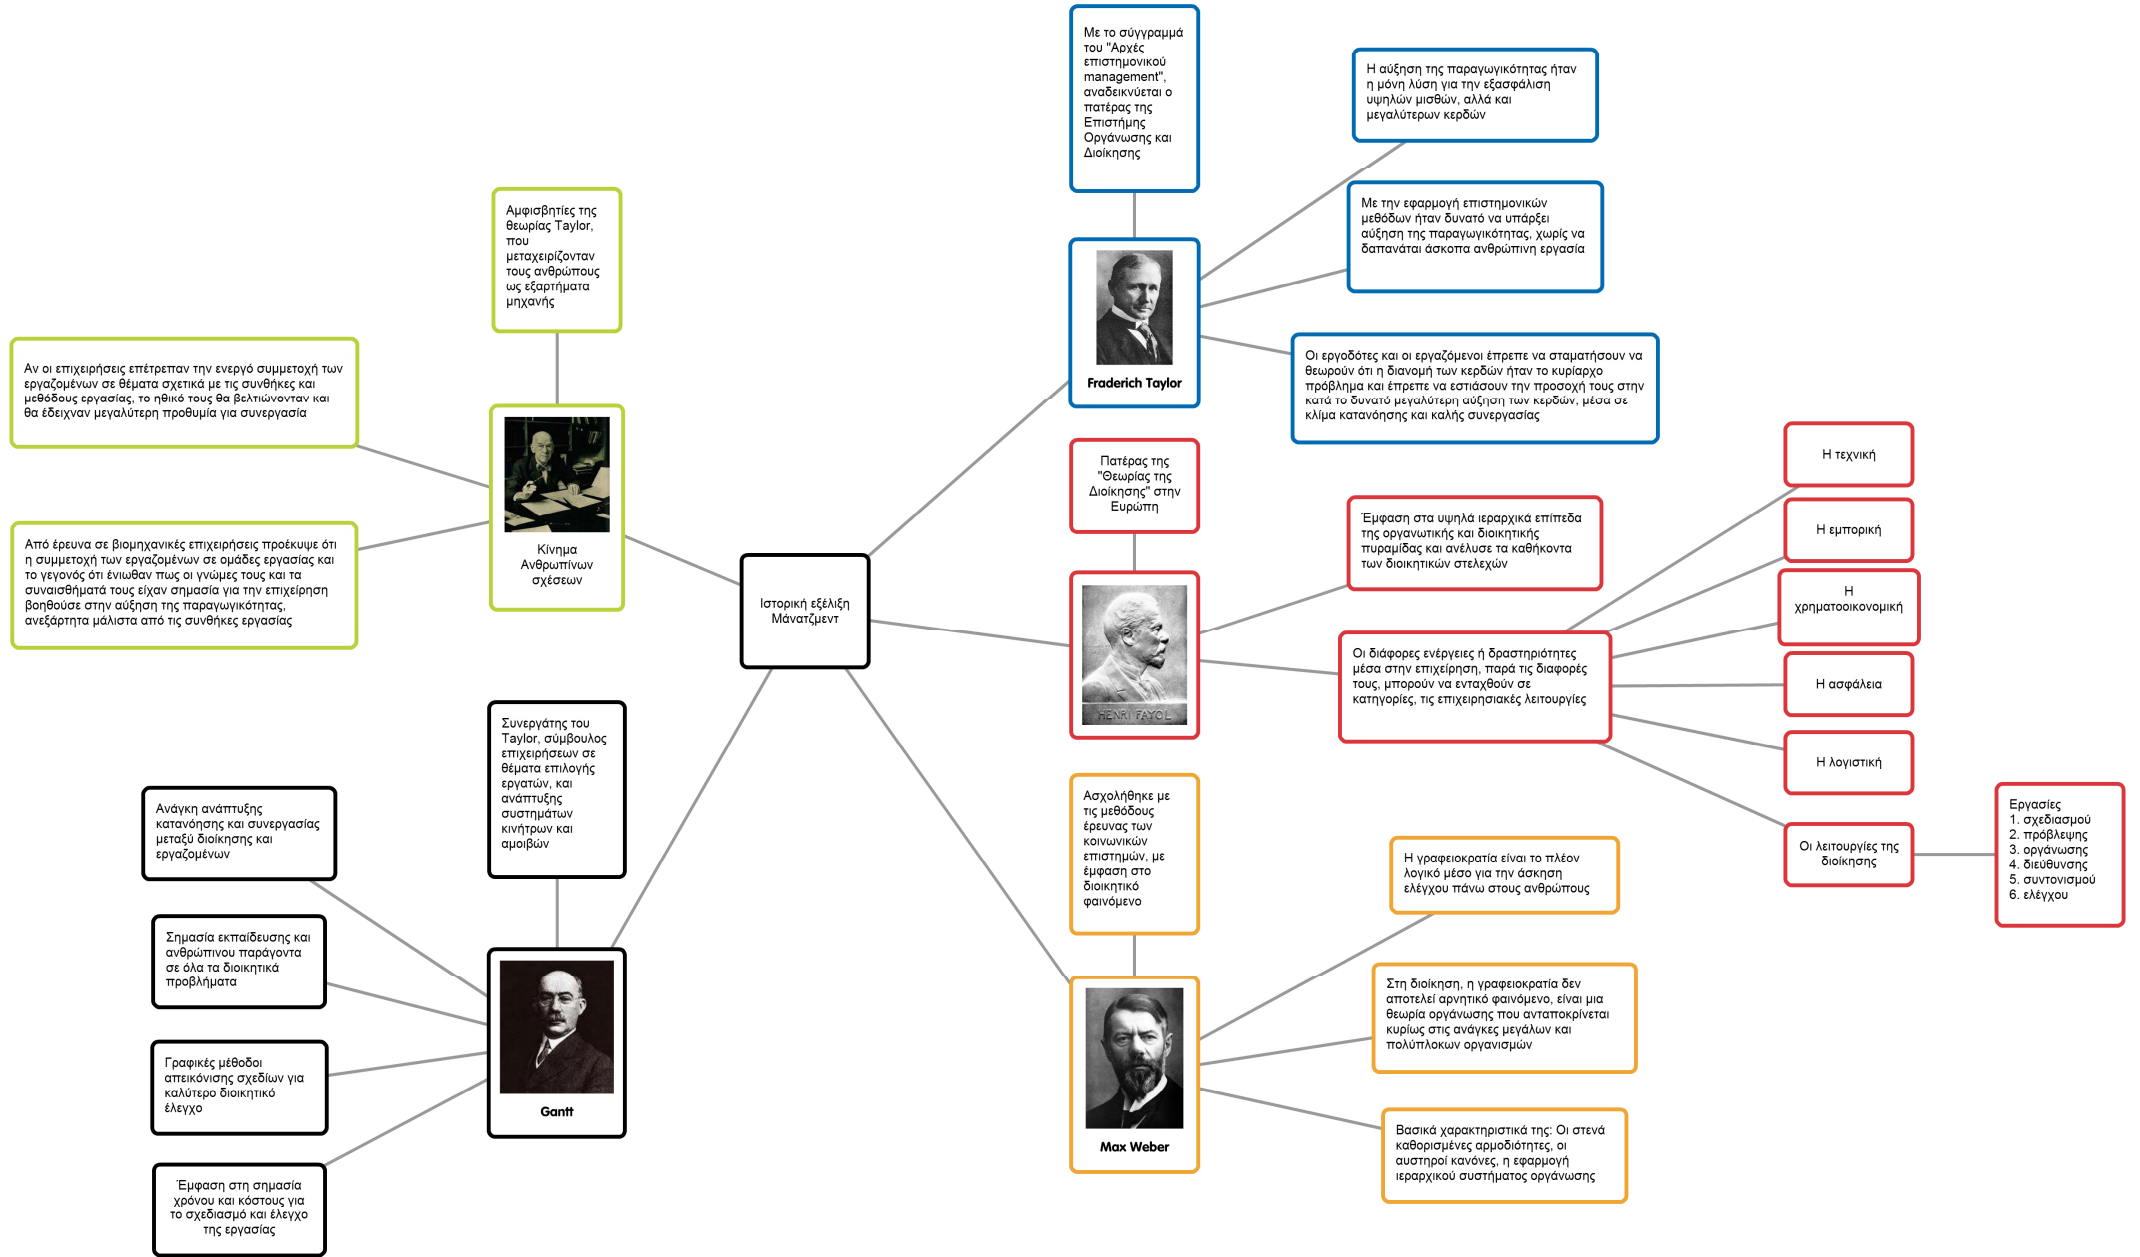 Ιστορική εξέλιξη
Μάνατζμεντ
Με το σύγγραμμά
του "Αρχές
επιστημονικού
management",
αναδεικνύεται ο
πατέρας της
Επιστήμης
Οργάνωσης και
Διοίκησης
Fraderich Taylor
Η αύξηση της παραγωγικότητας ήταν
η μόνη λύση για την εξασφάλιση
υψηλών μισθών, αλλά και
μεγαλύτερων κερδών
Με την εφαρμογή επιστημονικών
μεθόδων ήταν δυνατό να υπάρξει
αύξηση της παραγωγικότητας, χωρίς να
δαπανάται άσκοπα ανθρώπινη εργασία
Οι εργοδότες και οι εργαζόμενοι έπρεπε να σταματήσουν να
θεωρούν ότι η διανομή των κερδών ήταν το κυρίαρχο
πρόβλημα και έπρεπε να εστιάσουν την προσοχή τους στην
κατά το δυνατό μεγαλύτερη αύξηση των κερδών, μέσα σε
κλίμα κατανόησης και καλής συνεργασίας
Πατέρας της
"Θεωρίας της
Διοίκησης" στην
Ευρώπη
HENRI FAYOL
Έμφαση στα υψηλά ιεραρχικά επίπεδα
της οργανωτικής και διοικητικής
πυραμίδας και ανέλυσε τα καθήκοντα
των διοικητικών στελεχών
Οι διάφορες ενέργειες ή δραστηριότητες
μέσα στην επιχείρηση, παρά τις διαφορές
τους, μπορούν να ενταχθούν σε
κατηγορίες, τις επιχειρησιακές λειτουργίες
Η τεχνική
Η εμπορική
Η
χρηματοοικονομική
Η ασφάλεια
Η λογιστική
Οι λειτουργίες της
διοίκησης
Εργασίες
1. σχεδιασμού
2. πρόβλεψης
3. οργάνωσης
4. διεύθυνσης
5. συντονισμού
6. ελέγχου
Ασχολήθηκε με
τις μεθόδους
έρευνας των
κοινωνικών
επιστημών, με
έμφαση στο
διοικητικό
φαινόμενο
Max Weber
Η γραφειοκρατία είναι το πλέον
λογικό μέσο για την άσκηση
ελέγχου πάνω στους ανθρώπους
Στη διοίκηση, η γραφειοκρατία δεν
αποτελεί αρνητικό φαινόμενο, είναι μια
θεωρία οργάνωσης που ανταποκρίνεται
κυρίως στις ανάγκες μεγάλων και
πολύπλοκων οργανισμών
Βασικά χαρακτηριστικά της: Οι στενά
καθορισμένες αρμοδιότητες, οι
αυστηροί κανόνες, η εφαρμογή
ιεραρχικού συστήματος οργάνωσης
Αμφισβητίες της
θεωρίας Taylor,
που
μεταχειρίζονταν
τους ανθρώπους
ως εξαρτήματα
μηχανής
Κίνημα
Ανθρωπίνων
σχέσεων
Αν οι επιχειρήσεις επέτρεπαν την ενεργό συμμετοχή των
εργαζομένων σε θέματα σχετικά με τις συνθήκες και
μεθόδους εργασίας, το ηθικό τους θα βελτιώνονταν και
θα έδειχναν μεγαλύτερη προθυμία για συνεργασία
Από έρευνα σε βιομηχανικές επιχειρήσεις προέκυψε ότι
η συμμετοχή των εργαζομένων σε ομάδες εργασίας και
το γεγονός ότι ένιωθαν πως οι γνώμες τους και τα
συναισθήματά τους είχαν σημασία για την επιχείρηση
βοηθούσε στην αύξηση της παραγωγικότητας,
ανεξάρτητα μάλιστα από τις συνθήκες εργασίας
Συνεργάτης του
Taylor, σύμβουλος
επιχειρήσεων σε
θέματα επιλογής
εργατών, και
ανάπτυξης
συστημάτων
κινήτρων και
αμοιβών
Gantt
Ανάγκη ανάπτυξης
κατανόησης και συνεργασίας
μεταξύ διοίκησης και
εργαζομένων
Σημασία εκπαίδευσης και
ανθρώπινου παράγοντα
σε όλα τα διοικητικά
προβλήματα
Γραφικές μέθοδοι
απεικόνισης σχεδίων για
καλύτερο διοικητικό
έλεγχο
Έμφαση στη σημασία
χρόνου και κόστους για
το σχεδιασμό και έλεγχο
της εργασίας